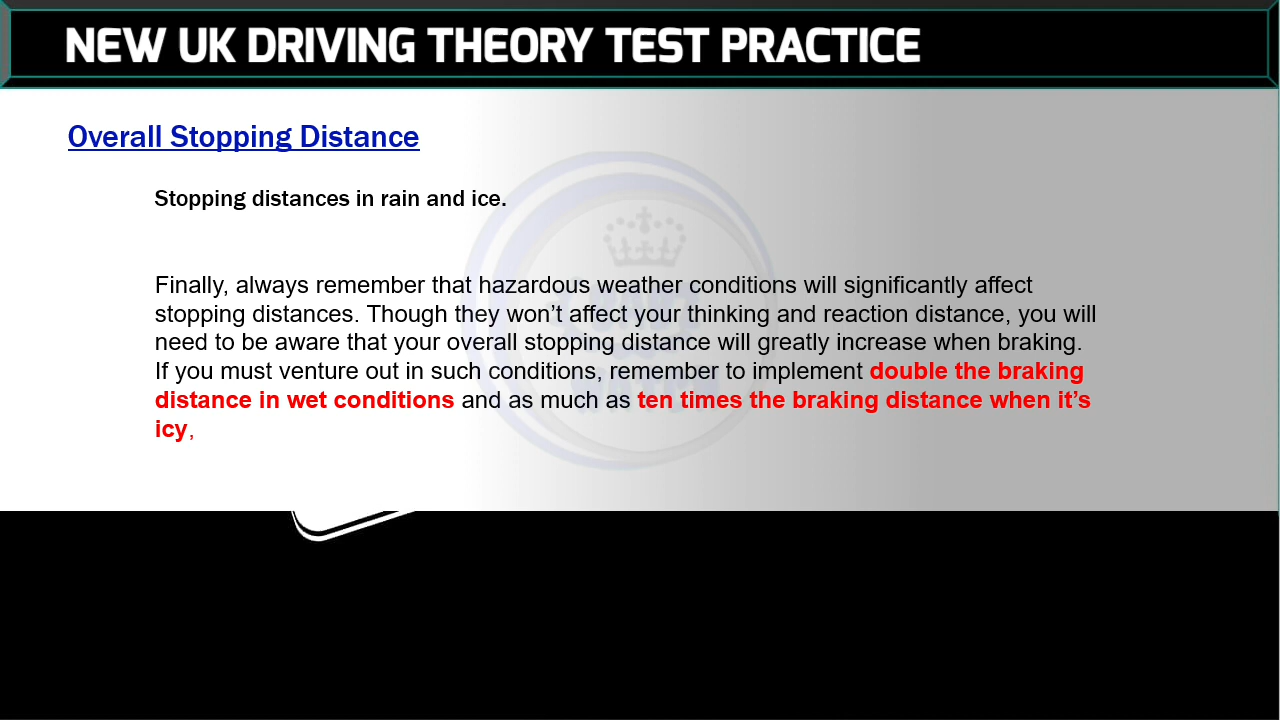 NEW UK DRIVING THEORY TEST PRACTICE
Overall Stopping Distance
Stopping distances in rain and ice.
Finally, always remember that hazardous weather conditions will significantly affect
stopping distances. Though they won’t affect your thinking and reaction distance, you will
need to be aware that your overall stopping distance will greatly increase when braking.
If you must venture out in such conditions, remember to implement double the braking
distance in wet conditions and as much as ten times the braking distance when it’s
icy,